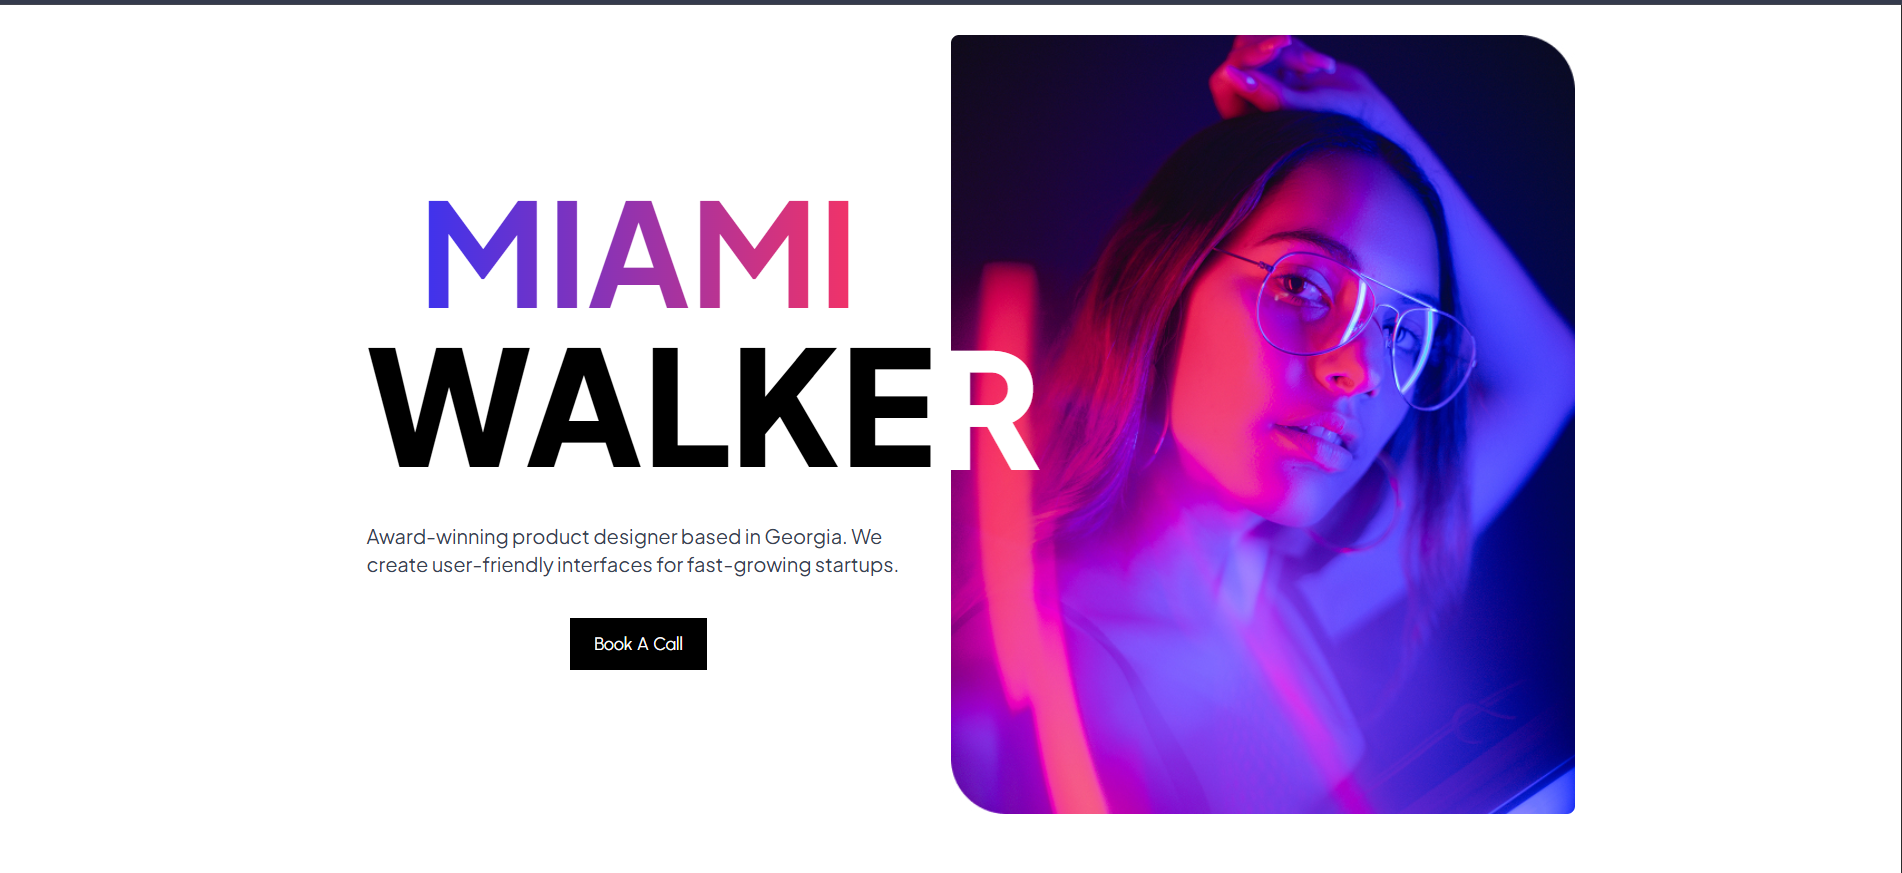 MIAMI
WALKER
Award-winning product designer based in Georgia. We
create user-friendly interfaces for fast-growing startups.
Book A Call